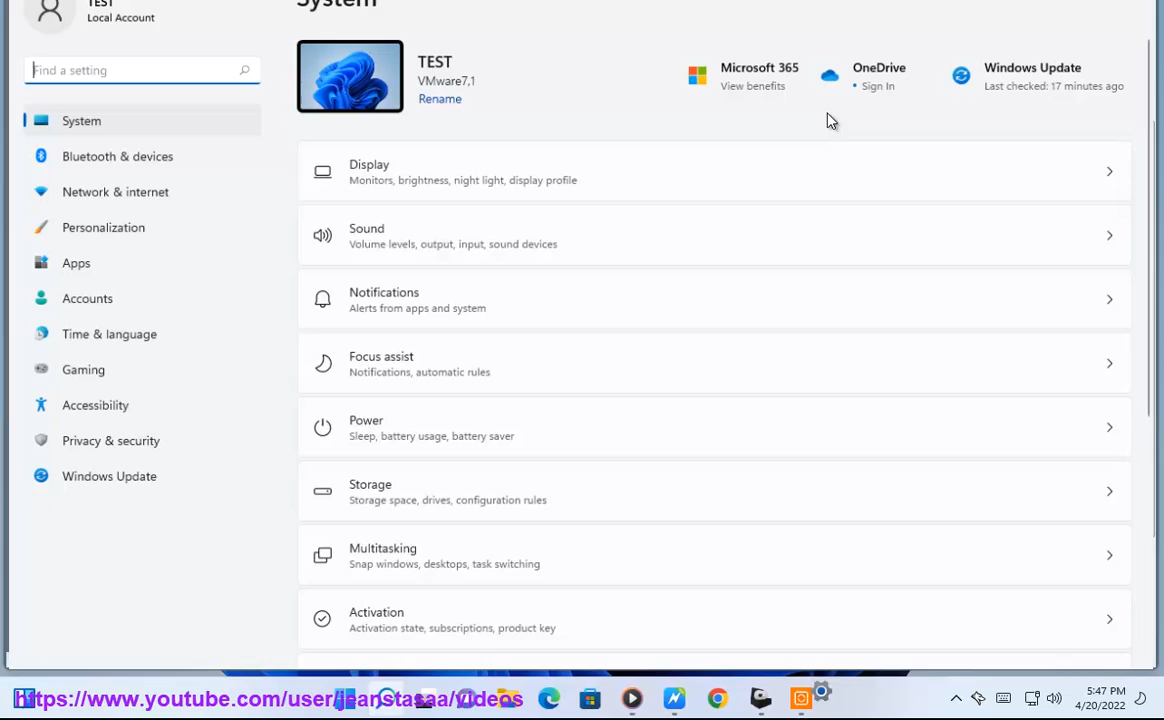 TEST
Local Account
System
Find a setting
System
Bluetooth & devices
Network & internet
Personalization
Apps
Accounts
Time & language
Gaming
Accessibility
Privacy & security
Windows Update
TEST
VMware7,1
Rename
Microsoft 365
View benefits
OneDrive
• Sign In
Windows Update
Last checked: 17 minutes ago
Display
Monitors, brightness, night light, display profile
Sound
Volume levels, output, input, sound devices
Notifications
Alerts from apps and system
Focus assist
Notifications, automatic rules
Power
Sleep, battery usage, battery saver
Storage
Storage space, drives, configuration rules
Multitasking
Snap windows, desktops, task switching
Activation
Activation state, subscriptions, product key
https://www.youtube.com/user/jeanstasaa/videos
5:47 PM
4/20/2022